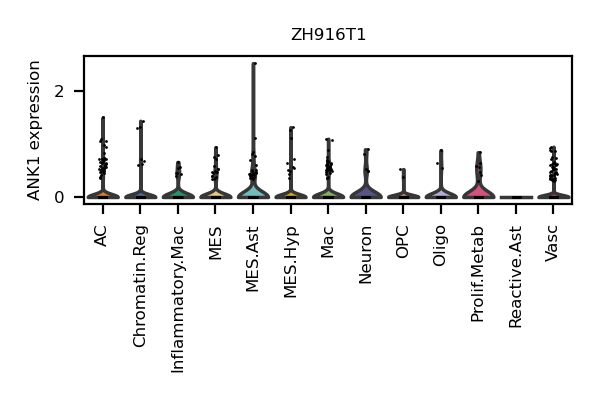 ZH916T1
ANK1 expression
2
0
AC
Chromatin.Reg
Inflammatory.Mac
MES
MES.Ast
MES.Hyp
Mac
Neuron
OPC
Oligo
Prolif.Metab
Reactive.Ast
Vasc